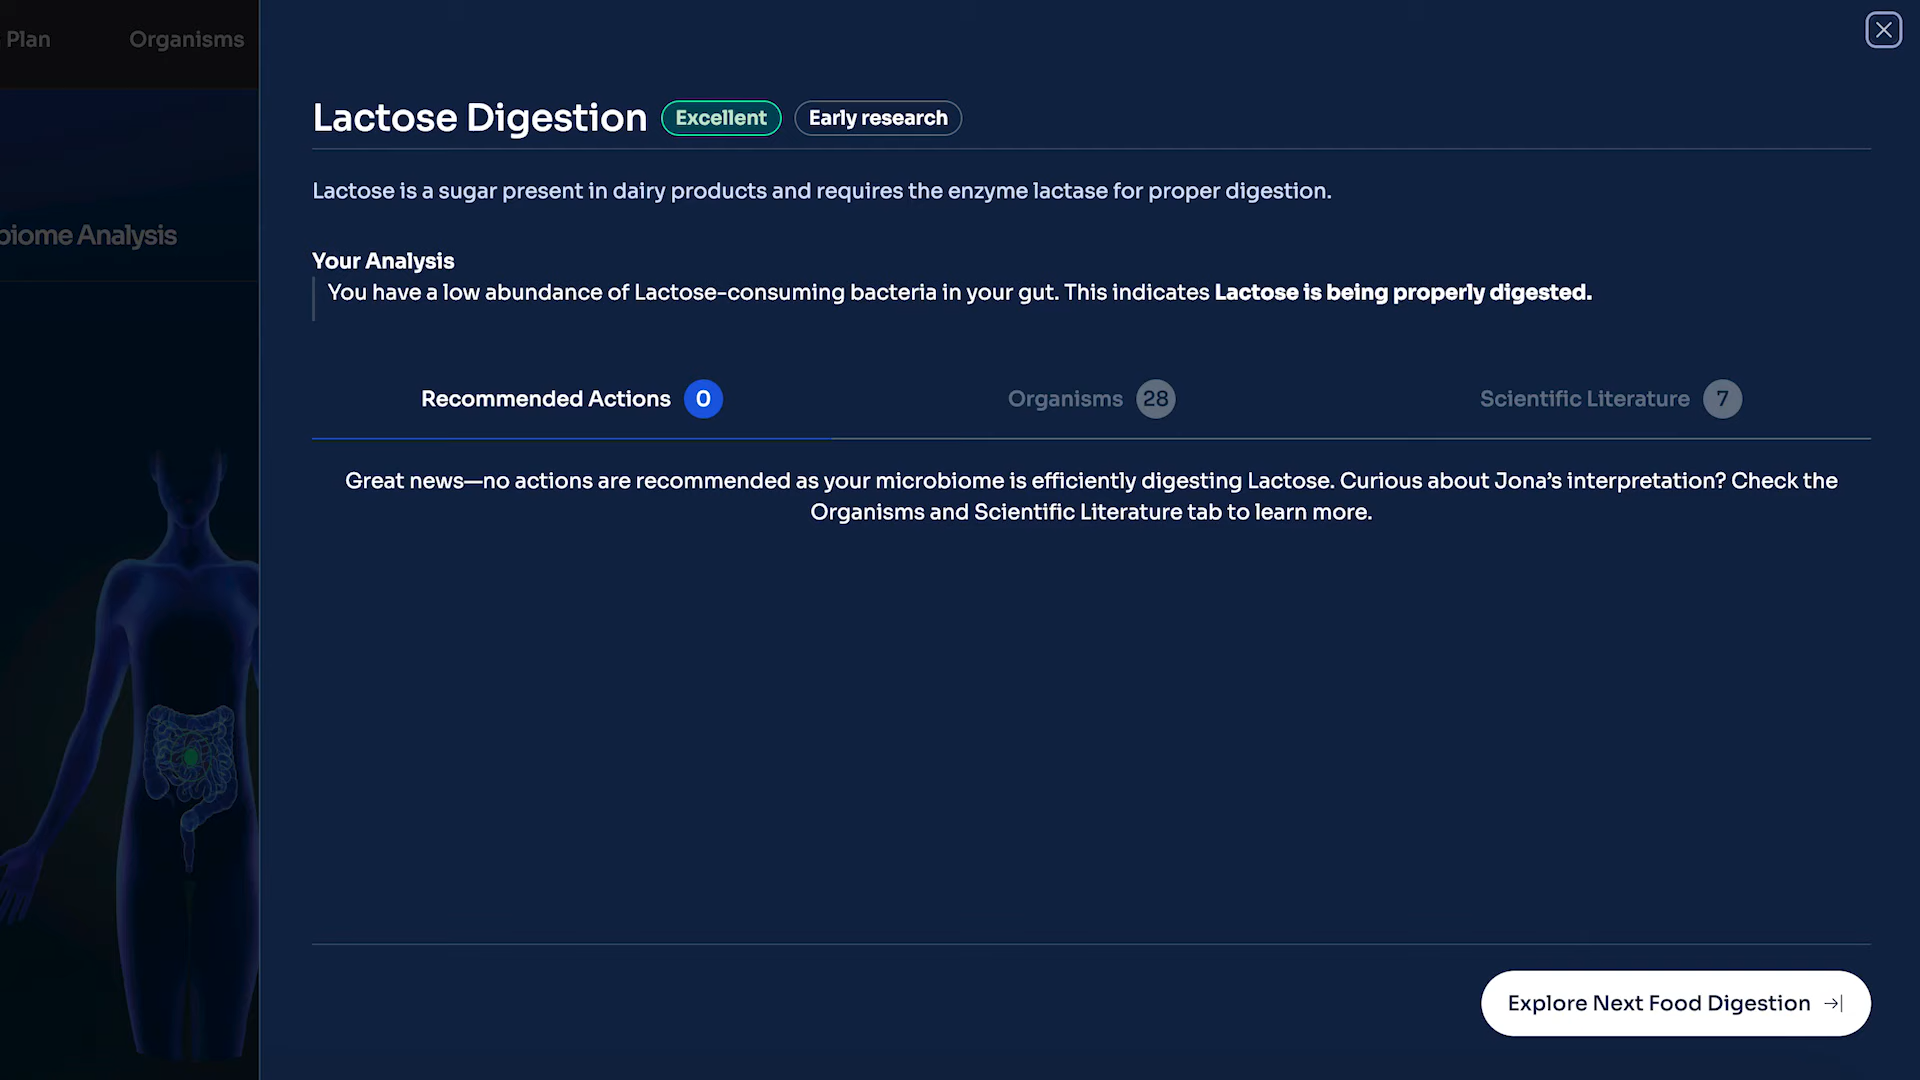 Plan
Organisms
biome Analysis
Lactose Digestion
Excellent
Early research
Lactose is a sugar present in dairy products and requires the enzyme lactase for proper digestion.
Your Analysis
You have a low abundance of Lactose-consuming bacteria in your gut. This indicates Lactose is being properly digested.
Recommended Actions 0
Organisms 28
Scientific Literature 7
Great news—no actions are recommended as your microbiome is efficiently digesting Lactose. Curious about Jona’s interpretation? Check the
Organisms and Scientific Literature tab to learn more.
Explore Next Food Digestion